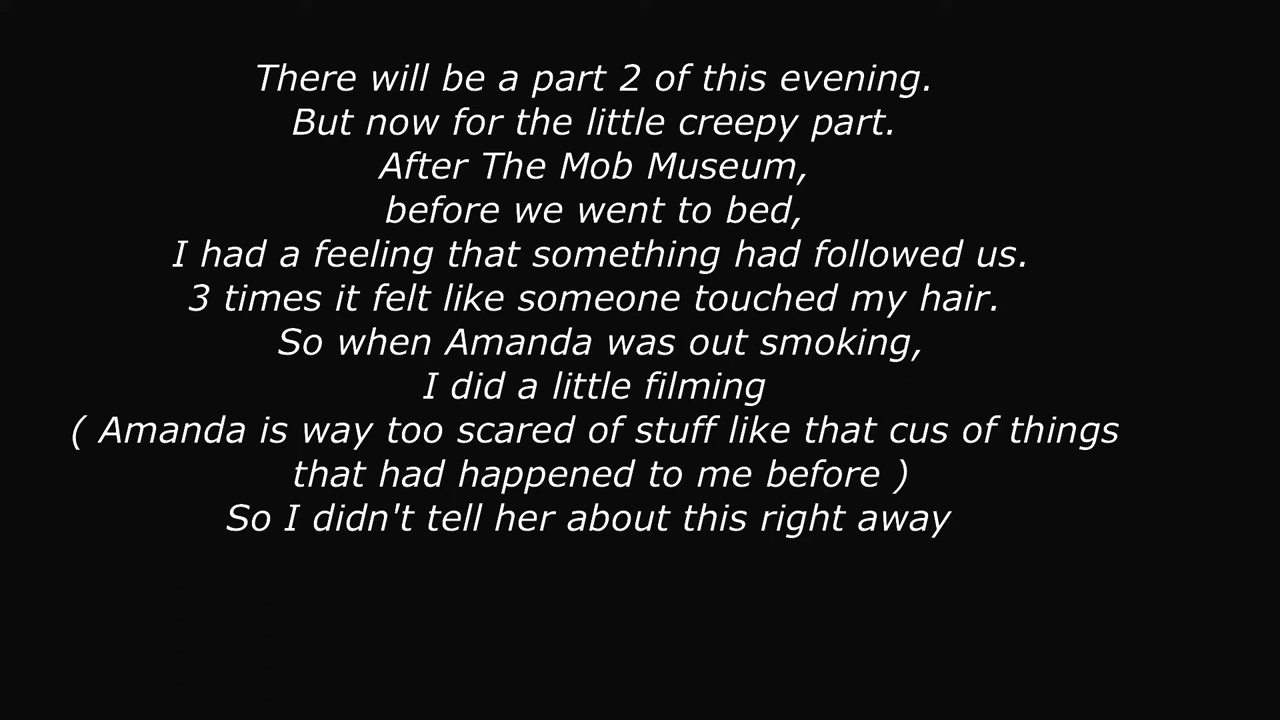 There will be a part 2 of this evening.
But now for the little creepy part.
After The Mob Museum,
before we went to bed,
I had a feeling that something had followed us.
3 times it felt like someone touched my hair.
So when Amanda was out smoking,
I did a little filming
( Amanda is way too scared of stuff like that cus of things
that had happened to me before )
So I didn't tell her about this right away